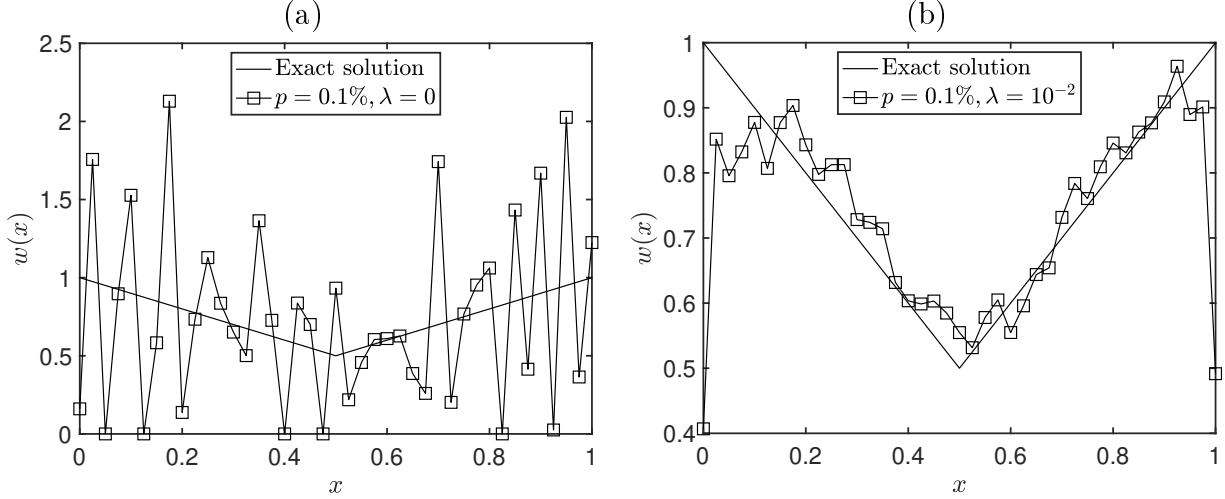 (a)
Exact solution
p = 0.1%, λ = 0
2.5
2
1.5
1
0.5
0
w(x)
0
0.2
0.4
0.6
0.8
1
x
(b)
Exact solution
p = 0.1%, λ = 10⁻²
1
0.9
0.8
0.7
0.6
0.5
0.4
w(x)
0
0.2
0.4
0.6
0.8
1
x